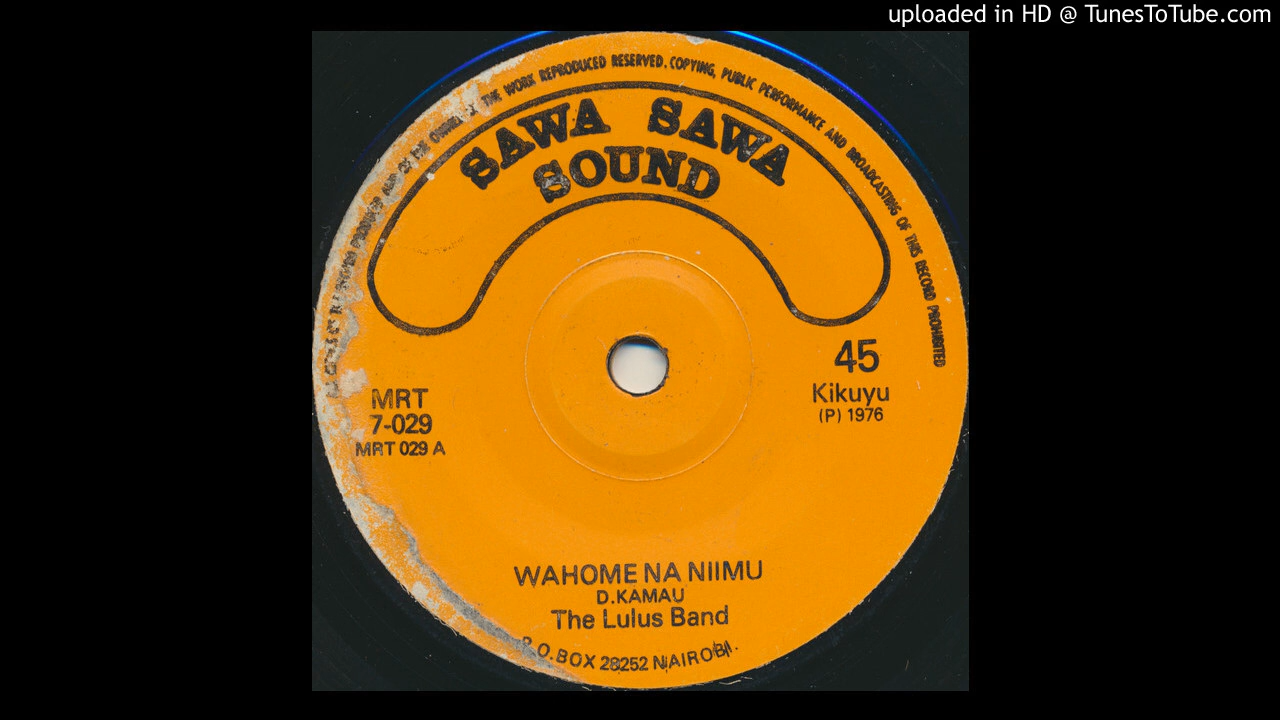 uploaded in HD @ TunesToTube.com
THE WORK REPRODUCED RESERVED. COPYING, PUBLIC PERFORMANCE AND BROADCASTING OF THIS RECORD PROHIBITED
SAWA SAWA
SOUND
45
Kikuyu
(P) 1976
MRT
7-029
MRT 029 A
WAHOME NA NIIMU
D.KAMAU
The Lulus Band
P.O.BOX 28252 NAIROBI.